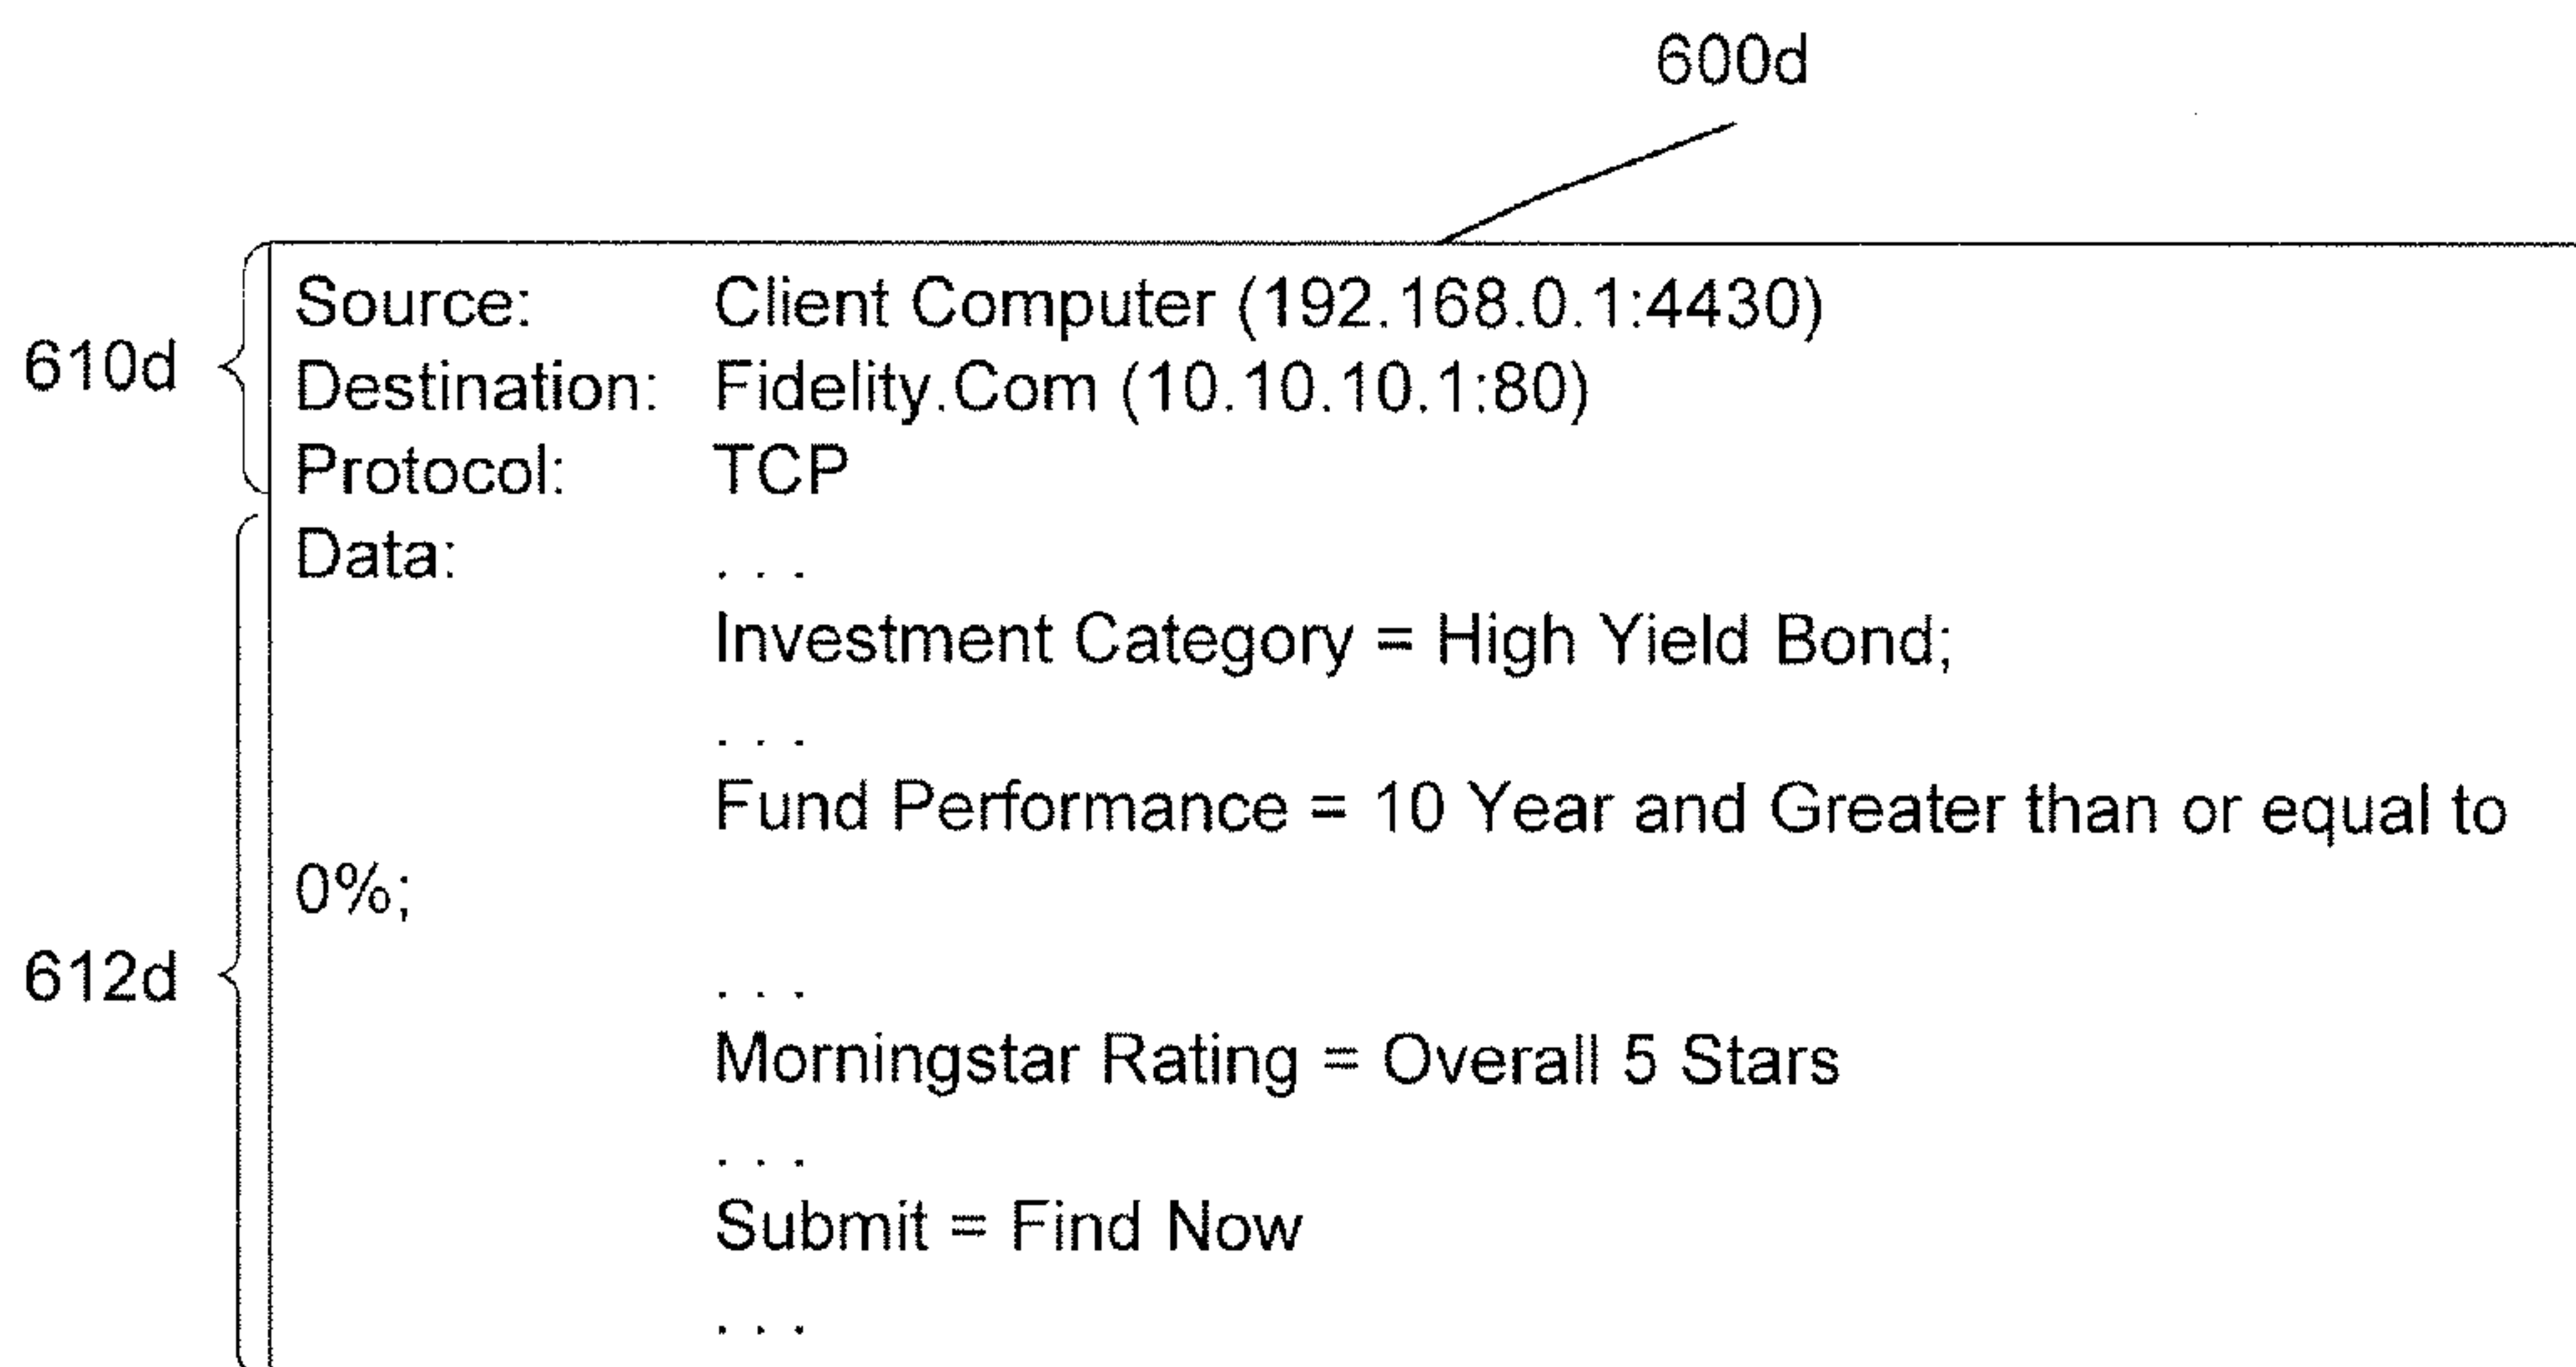 600d
610d
Source: Client Computer (192.168.0.1:4430)
Destination: Fidelity.Com (10.10.10.1:80)
Protocol: TCP
612d
Data: . . .
Investment Category = High Yield Bond;
. . .
Fund Performance = 10 Year and Greater than or equal to
0%;
. . .
Morningstar Rating = Overall 5 Stars
. . .
Submit = Find Now
. . .